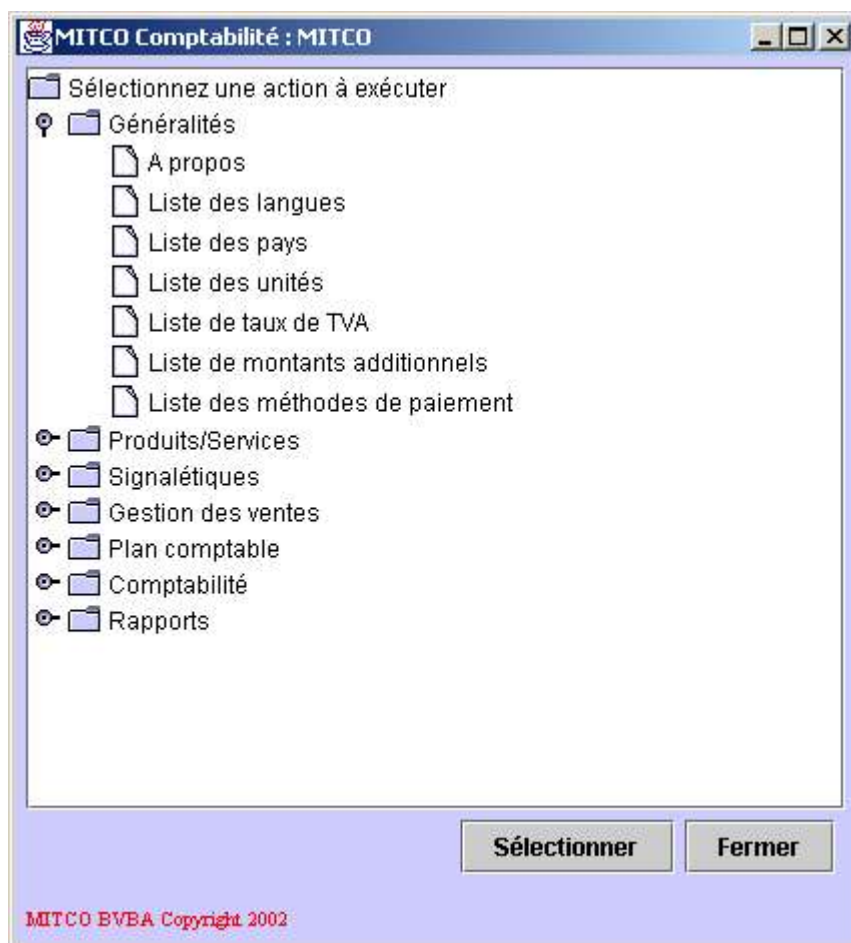 MITCO Comptabilité : MITCO
Sélectionnez une action à exécuter
Généralités
A propos
Liste des langues
Liste des pays
Liste des unités
Liste de taux de TVA
Liste de montants additionnels
Liste des méthodes de paiement
Produits/Services
Signalétiques
Gestion des ventes
Plan comptable
Comptabilité
Rapports
Sélectionner
Fermer
MITCO BVBA Copyright 2002